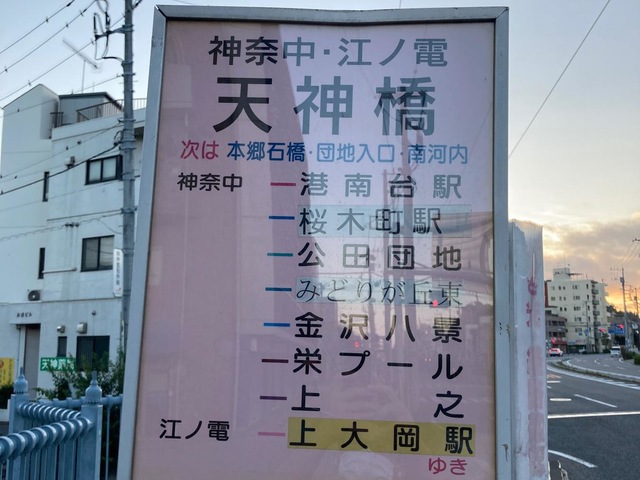 神奈中・江ノ電
天神橋
次は 本郷石橋・団地入口・南河内
神奈中 港南台駅
桜木町駅
公田団地
みどりが丘東
金沢八景
栄プール
上之
江ノ電 上大岡駅
ゆき